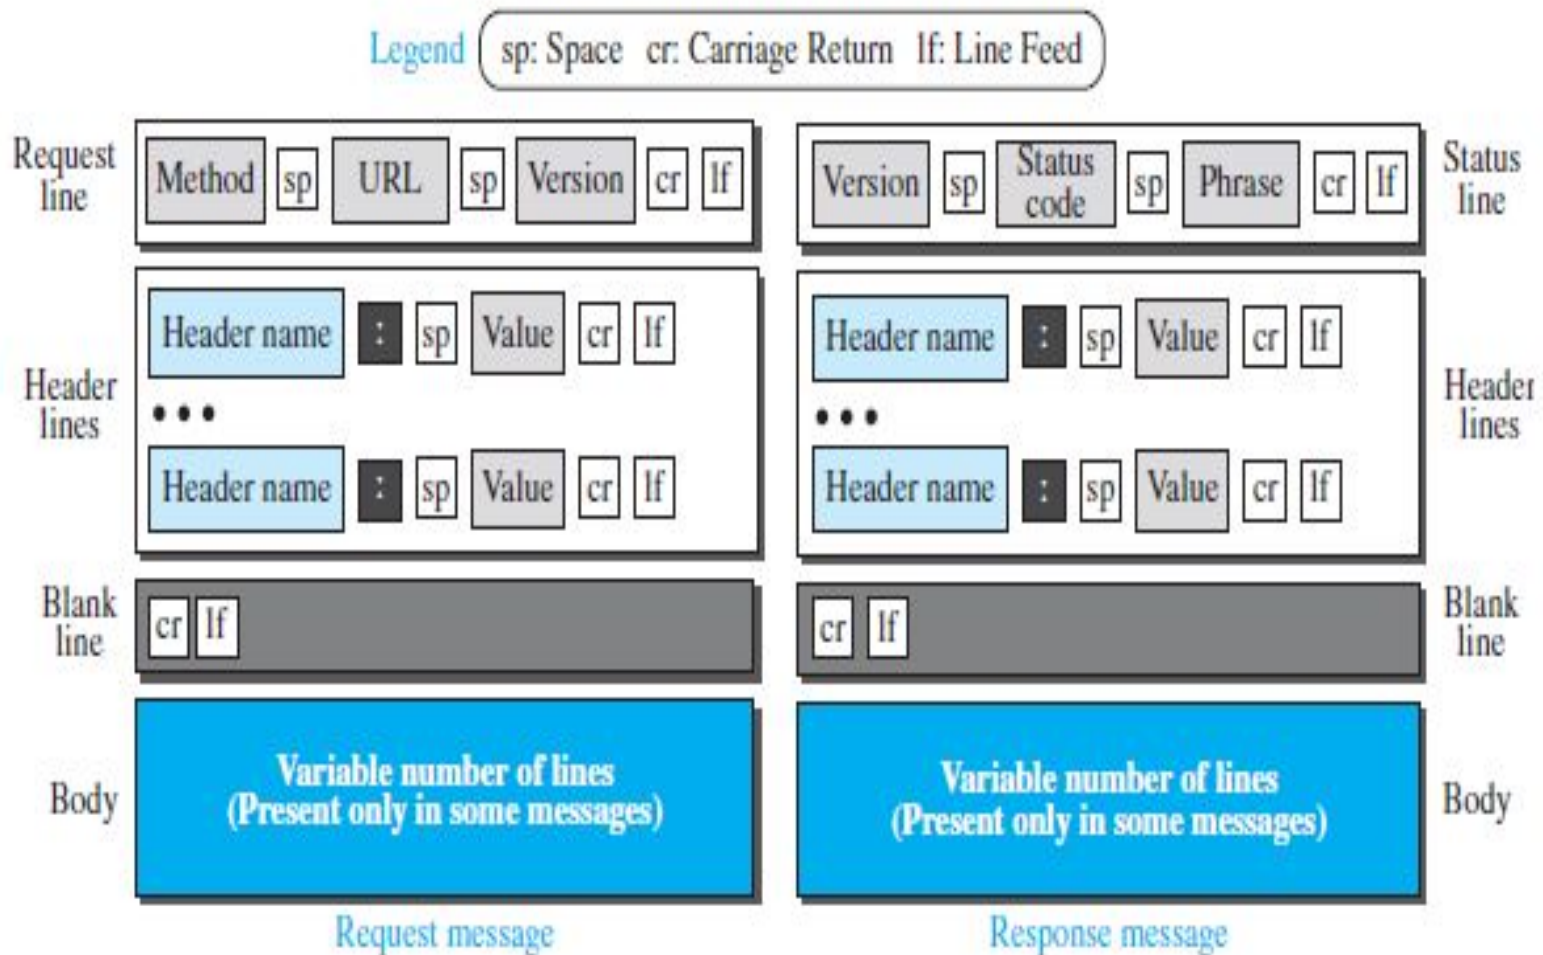 Legend sp: Space cr: Carriage Return lf: Line Feed
Request line
Method sp URL sp Version cr lf
Version sp Status code sp Phrase cr lf
Status line
Header lines
Header name : sp Value cr lf
• • •
Header name : sp Value cr lf
Header name : sp Value cr lf
• • •
Header name : sp Value cr lf
Header lines
Blank line
cr lf
cr lf
Blank line
Body
Variable number of lines
(Present only in some messages)
Variable number of lines
(Present only in some messages)
Body
Request message
Response message